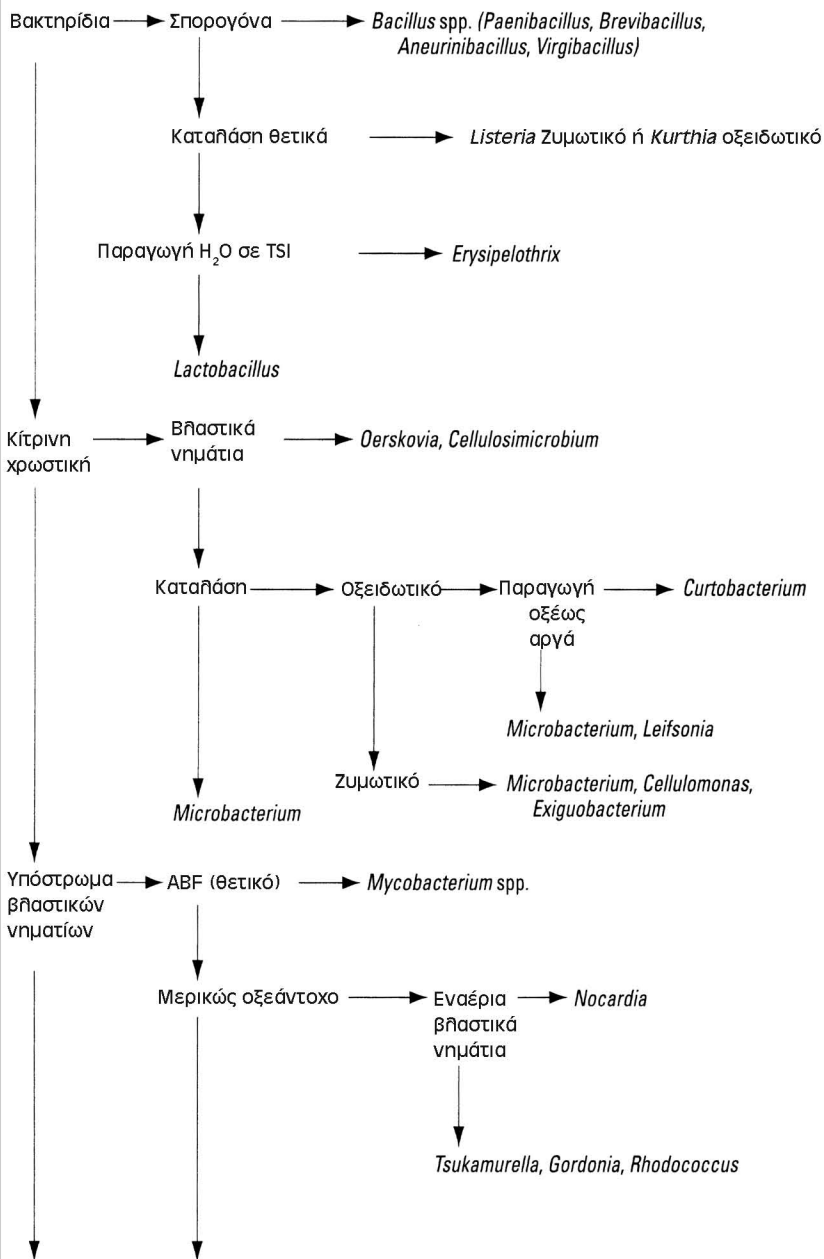 Βακτηρίδια Σπορογόνα Bacillus spp. (Paenibacillus, Brevibacillus,
Aneurinibacillus, Virgibacillus)
Καταλάση θετικά Listeria Ζυμωτικό ή Kurthia οξειδωτικό
Παραγωγή H₂O σε TSI Erysipelothrix
Lactobacillus
Κίτρινη
χρωστική
Βλαστικά
νημάτια
Oerskovia, Cellulosimicrobium
Καταλάση Οξειδωτικό Παραγωγή
οξέως
αργά
Curtobacterium
Microbacterium, Leifsonia
Ζυμωτικό Microbacterium, Cellulomonas,
Exiguobacterium
Microbacterium
Υπόστρωμα
βλαστικών
νηματίων
ABF (θετικό) Mycobacterium spp.
Μερικώς οξεάντοχο Εναέρια
βλαστικά
νημάτια
Nocardia
Tsukamurella, Gordonia, Rhodococcus